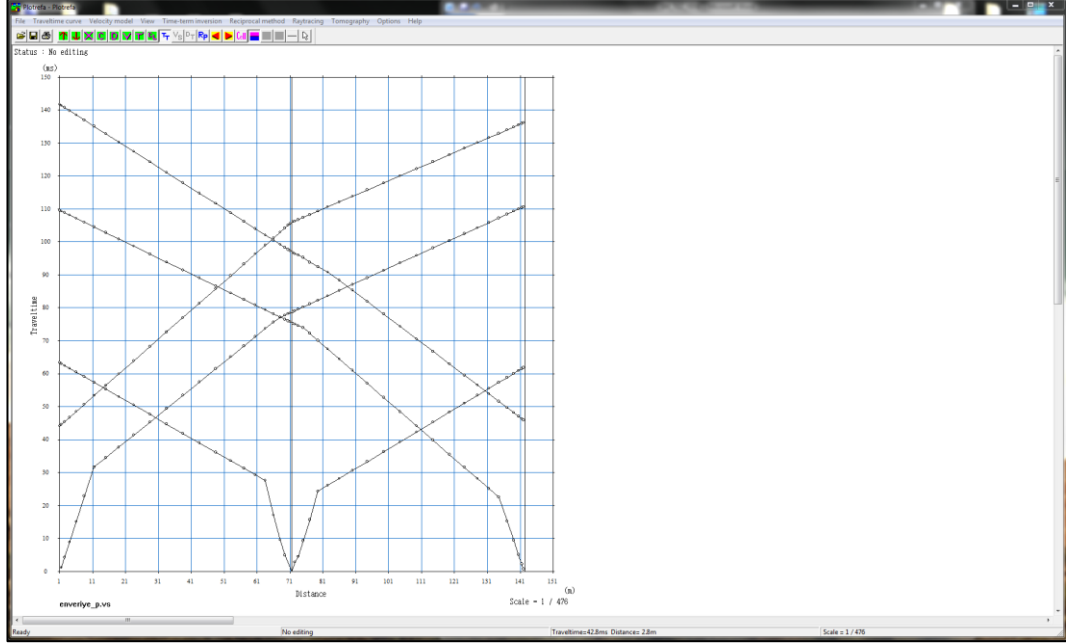 Plotrefa - Plotrefa
File Traveltime curve Velocity model View Time-term inversion Reciprocal method Raytracing Tomography Options Help
Status : No editing
(ms)
150
140
130
120
110
100
90
80
70
60
50
40
30
20
10
0
Traveltime
1 11 21 31 41 51 61 71 81 91 101 111 121 131 141 151
(m)
Distance
Scale = 1 / 476
enveriye_p.vs
Ready No editing Traveltime=42.8ms Distance= 2.8m Scale = 1 / 476